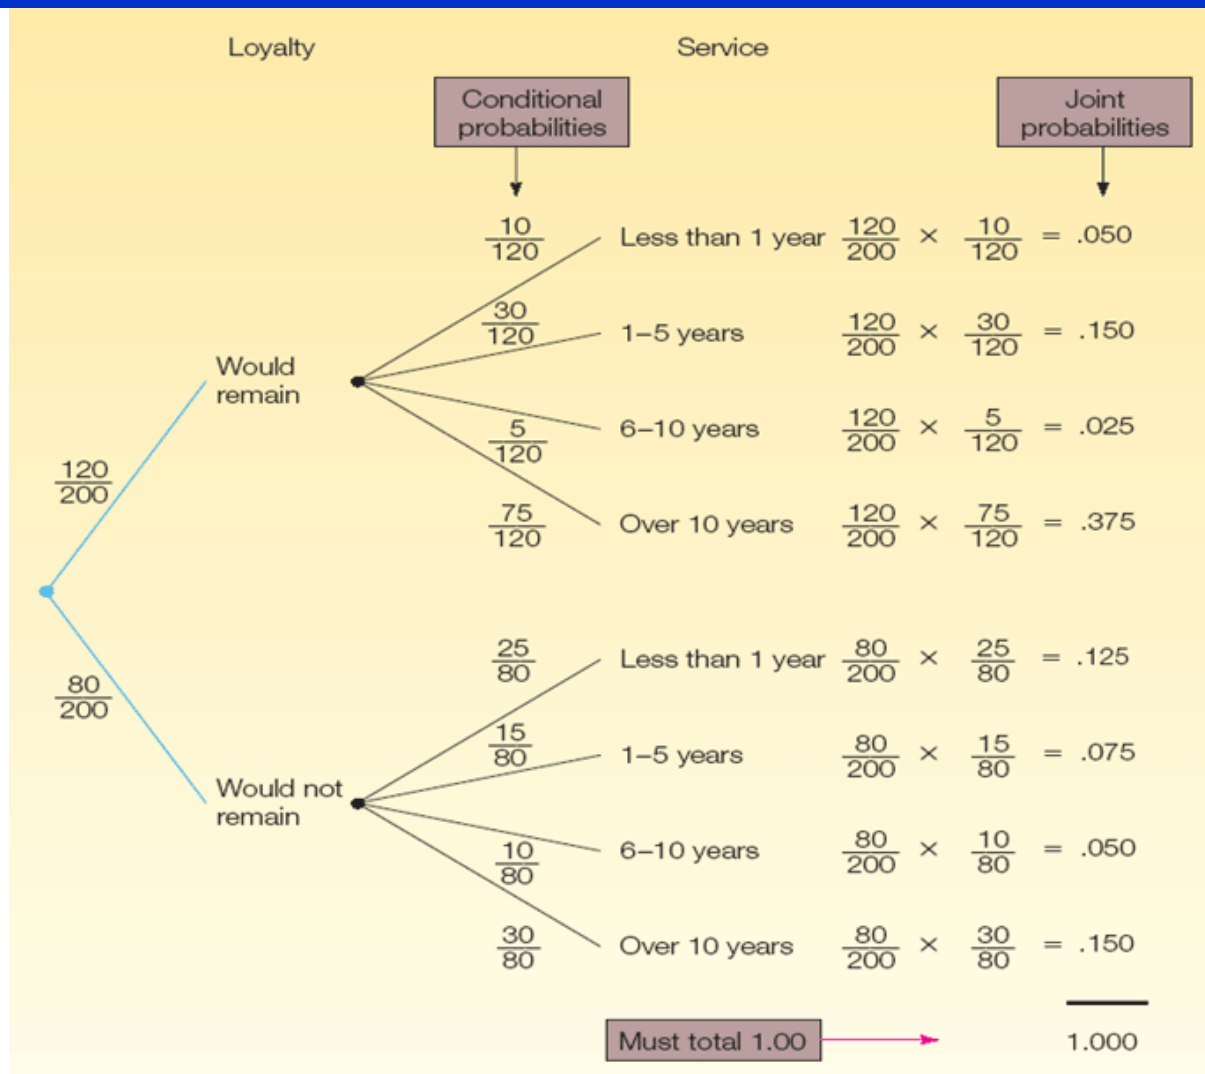 Loyalty
Service
Conditional
probabilities
Joint
probabilities
10/120 Less than 1 year 120/200 × 10/120 = .050
30/120 1–5 years 120/200 × 30/120 = .150
Would
remain
5/120 6–10 years 120/200 × 5/120 = .025
120/200
75/120 Over 10 years 120/200 × 75/120 = .375
25/80 Less than 1 year 80/200 × 25/80 = .125
80/200
15/80 1–5 years 80/200 × 15/80 = .075
Would not
remain
10/80 6–10 years 80/200 × 10/80 = .050
30/80 Over 10 years 80/200 × 30/80 = .150
Must total 1.00 1.000